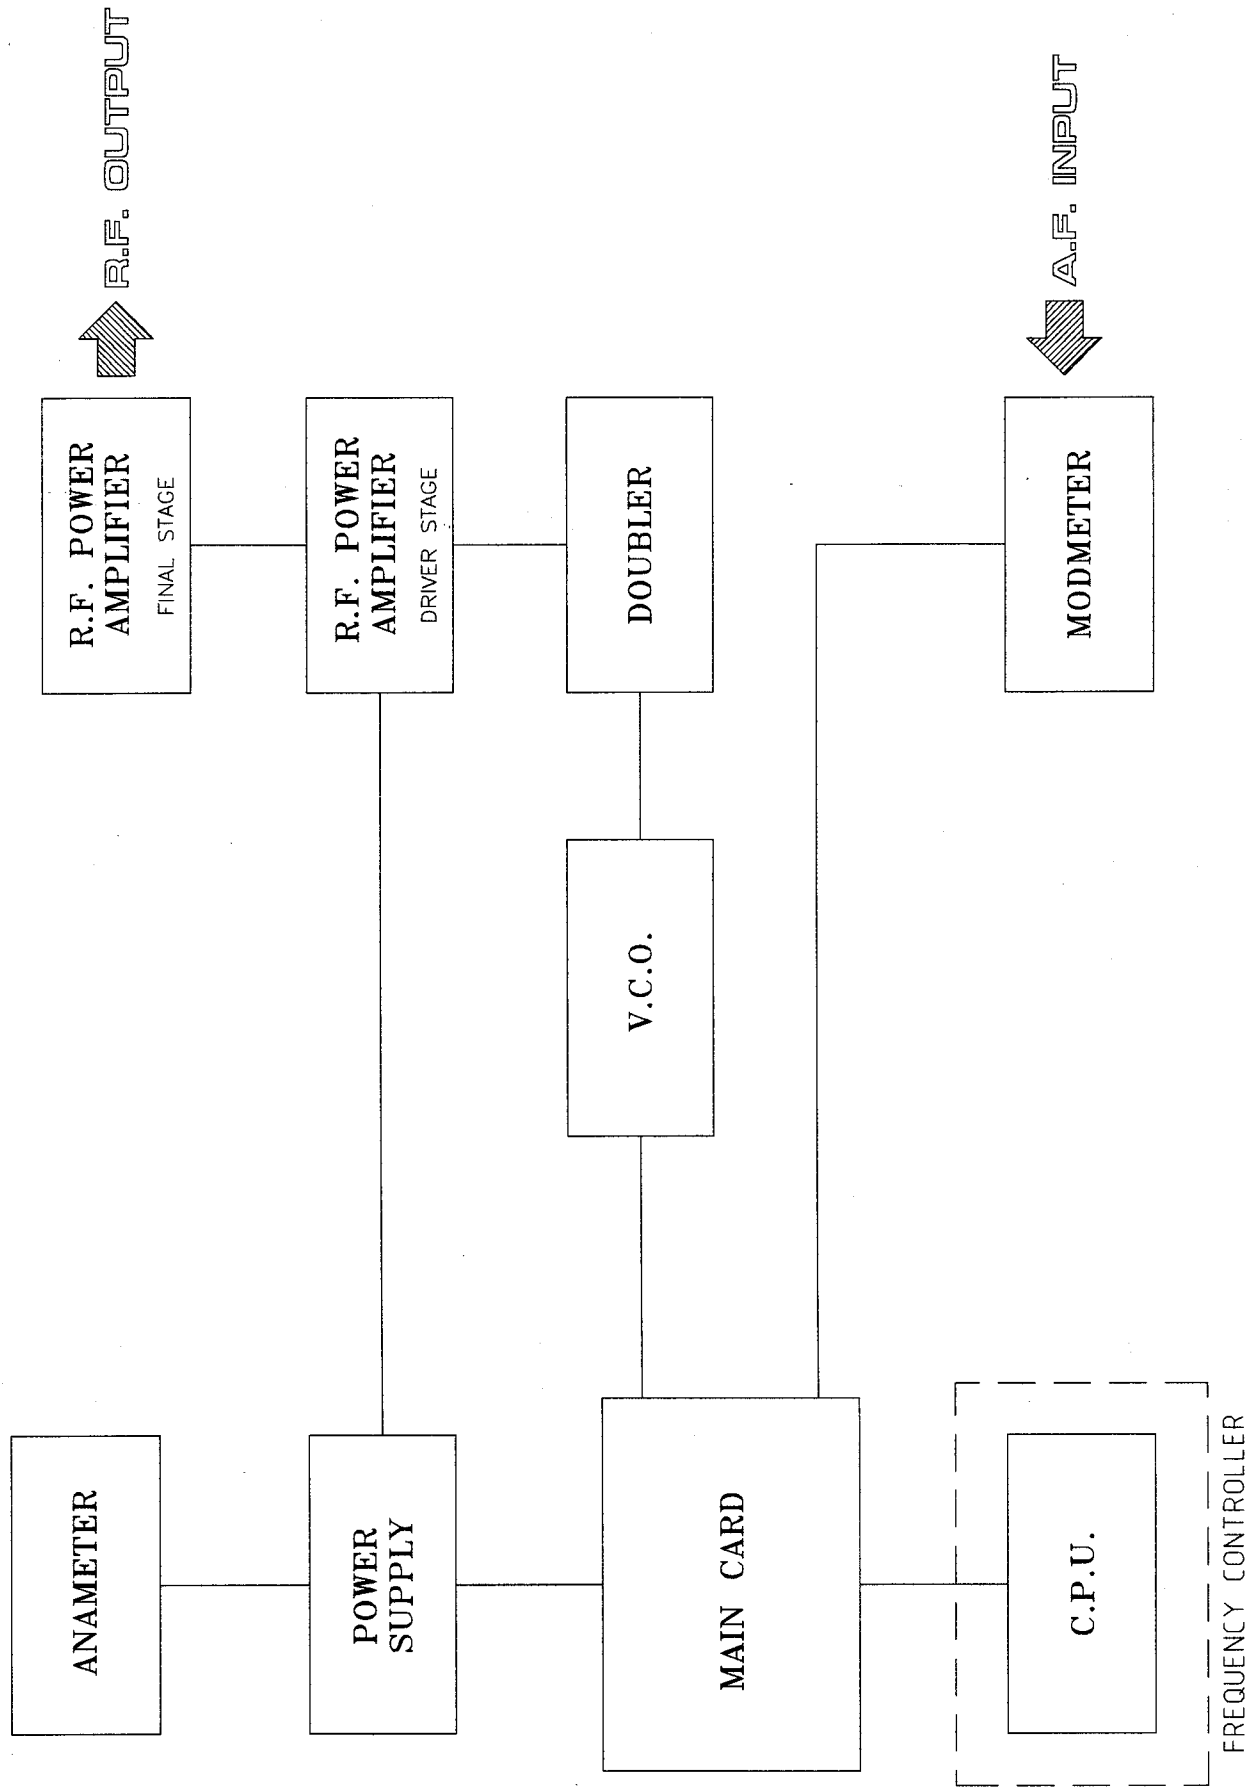 ANAMETER
R.F. POWER
AMPLIFIER
FINAL STAGE
R.F. OUTPUT
POWER
SUPPLY
R.F. POWER
AMPLIFIER
DRIVER STAGE
MAIN CARD
V.C.O.
DOUBLER
C.P.U.
FREQUENCY CONTROLLER
MODMETER
A.F. INPUT